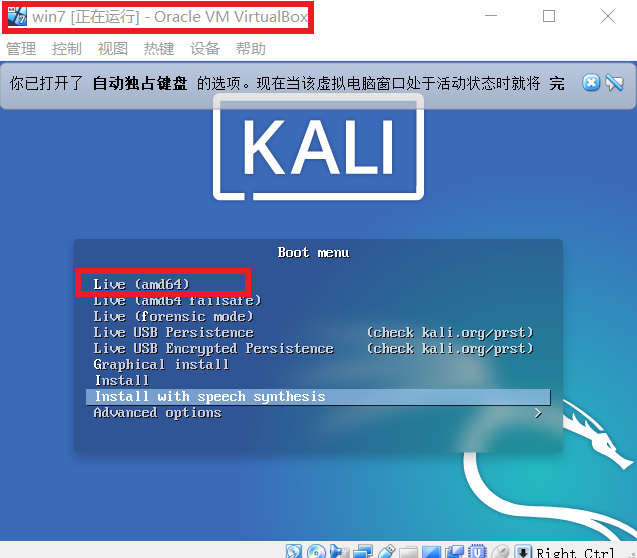 win7 [正在运行] - Oracle VM VirtualBox
管理 控制 视图 热键 设备 帮助
你已打开了 自动独占键盘 的选项。现在当该虚拟电脑窗口处于活动状态时就将 完
KALI
Boot menu
Live (amd64)
Live (amd64 failsafe)
Live (forensic mode)
Live USB Persistence (check kali.org/prst)
Live USB Encrypted Persistence (check kali.org/prst)
Graphical install
Install
Install with speech synthesis
Advanced options >
Right Ctrl